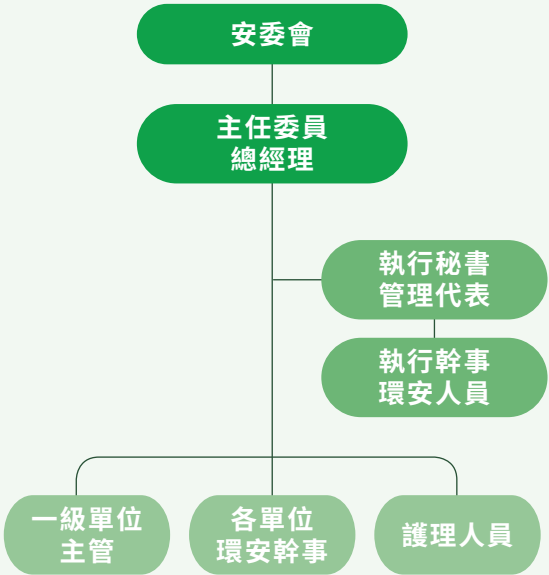 安委會
主任委員
總經理
執行秘書
管理代表
執行幹事
環安人員
一級單位
主管
各單位
環安幹事
護理人員